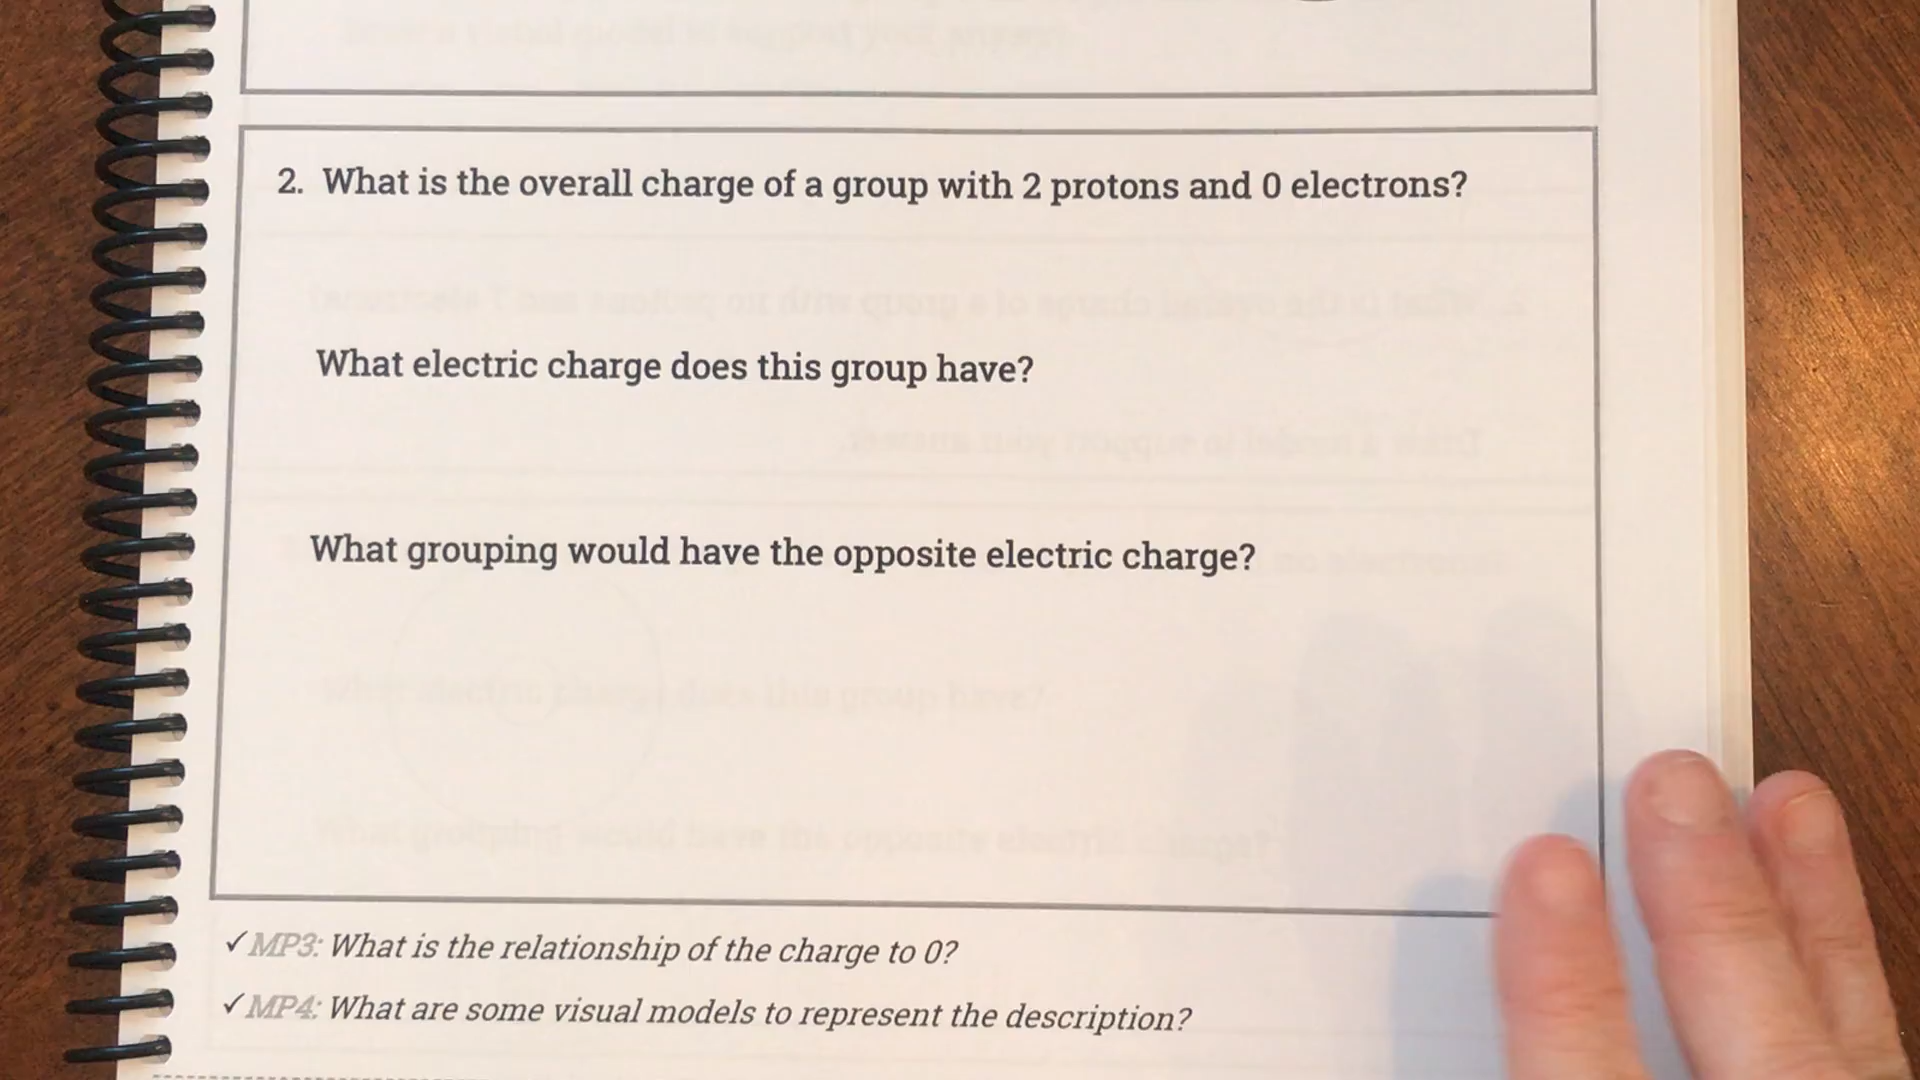 2. What is the overall charge of a group with 2 protons and 0 electrons?
What electric charge does this group have?
What grouping would have the opposite electric charge?
✓ MP3: What is the relationship of the charge to 0?
✓ MP4: What are some visual models to represent the description?